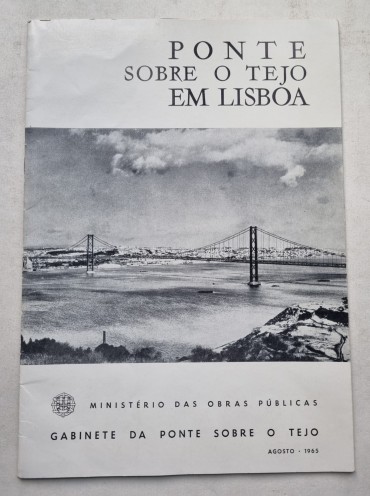 PONTE
SOBRE O TEJO
EM LISBOA
MINISTÉRIO DAS OBRAS PÚBLICAS
GABINETE DA PONTE SOBRE O TEJO
AGOSTO - 1965